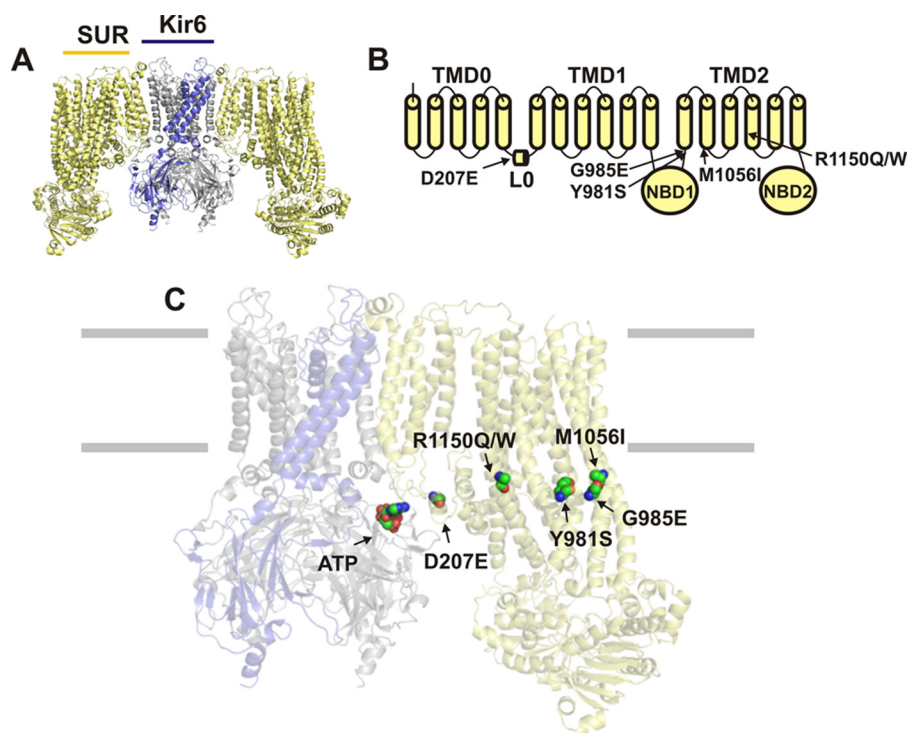 SUR
Kir6
A
B
TMD0
TMD1
TMD2
D207E
L0
G985E
Y981S
M1056I
R1150Q/W
NBD1
NBD2
C
R1150Q/W
M1056I
ATP
D207E
Y981S
G985E